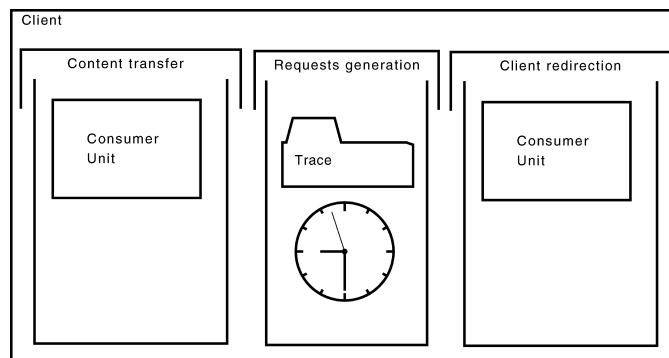 Client
Content transfer
Requests generation
Client redirection
Consumer
Unit
Trace
Consumer
Unit